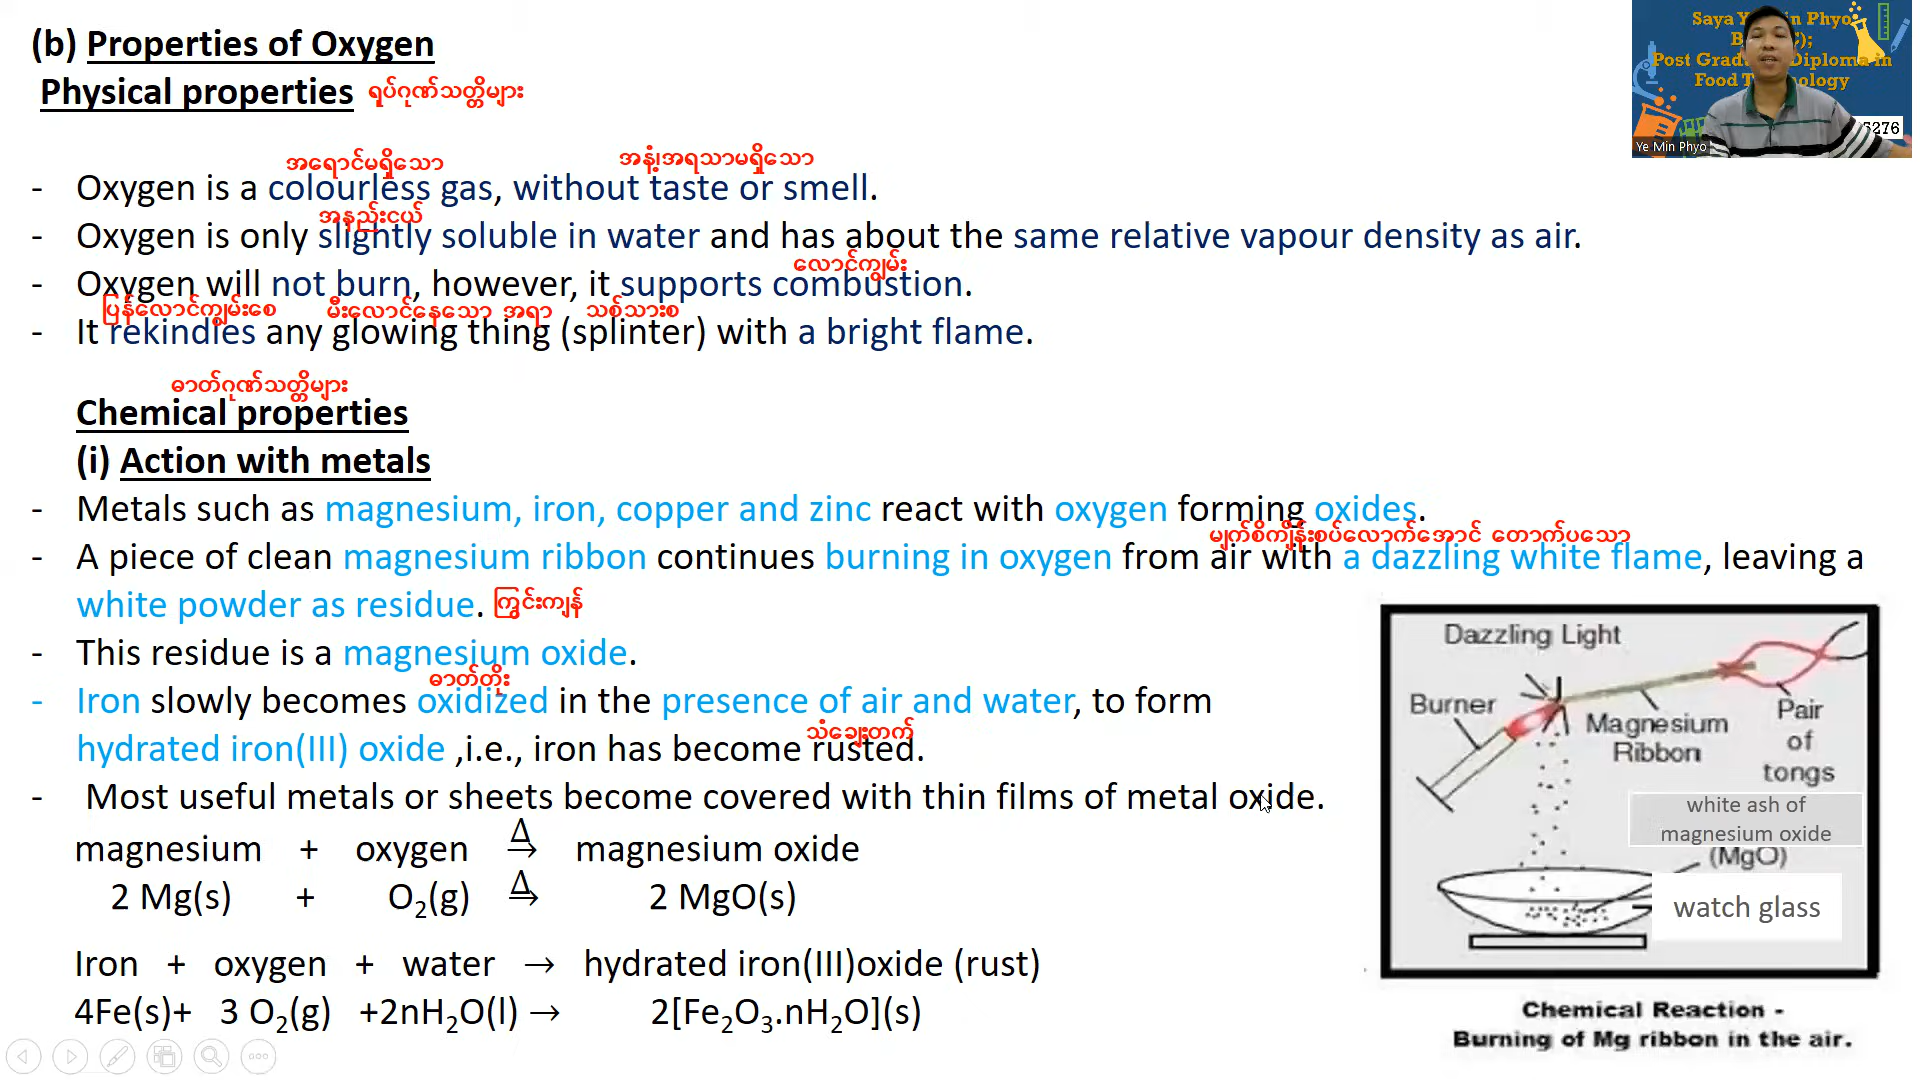 (b) Properties of Oxygen
Physical properties ရုပ်ဂုဏ်သတ္တိများ
အရောင်မရှိသော အနံ့၊အရသာမရှိသော
- Oxygen is a colourless gas, without taste or smell.
အနည်းငယ်
- Oxygen is only slightly soluble in water and has about the same relative vapour density as air.
လောင်ကျွမ်း
- Oxygen will not burn, however, it supports combustion.
ပြန်လောင်ကျွမ်းစေ မီးလောင်နေသော အရာ သစ်သားစ
- It rekindles any glowing thing (splinter) with a bright flame.
ဓာတ်ဂုဏ်သတ္တိများ
Chemical properties
(i) Action with metals
- Metals such as magnesium, iron, copper and zinc react with oxygen forming oxides.
မျက်စိကျိန်းစပ်လောက်အောင် တောက်ပသော
- A piece of clean magnesium ribbon continues burning in oxygen from air with a dazzling white flame, leaving a
white powder as residue. ကြွင်းကျန်
- This residue is a magnesium oxide.
ဓာတ်တိုး
- Iron slowly becomes oxidized in the presence of air and water, to form
သံချေးတက်
hydrated iron(III) oxide ,i.e., iron has become rusted.
- Most useful metals or sheets become covered with thin films of metal oxide.
magnesium + oxygen Δ→ magnesium oxide
2 Mg(s) + O₂(g) Δ→ 2 MgO(s)
Iron + oxygen + water → hydrated iron(III)oxide (rust)
4Fe(s)+ 3 O₂(g) +2nH₂O(l) → 2[Fe₂O₃.nH₂O](s)
Dazzling Light
Burner
Magnesium
Ribbon
Pair
of
tongs
white ash of
magnesium oxide
(MgO)
watch glass
Chemical Reaction -
Burning of Mg ribbon in the air.
Saya Y in Phyo
Post Grad Diploma in
Food T ology
5276
Ye Min Phyo